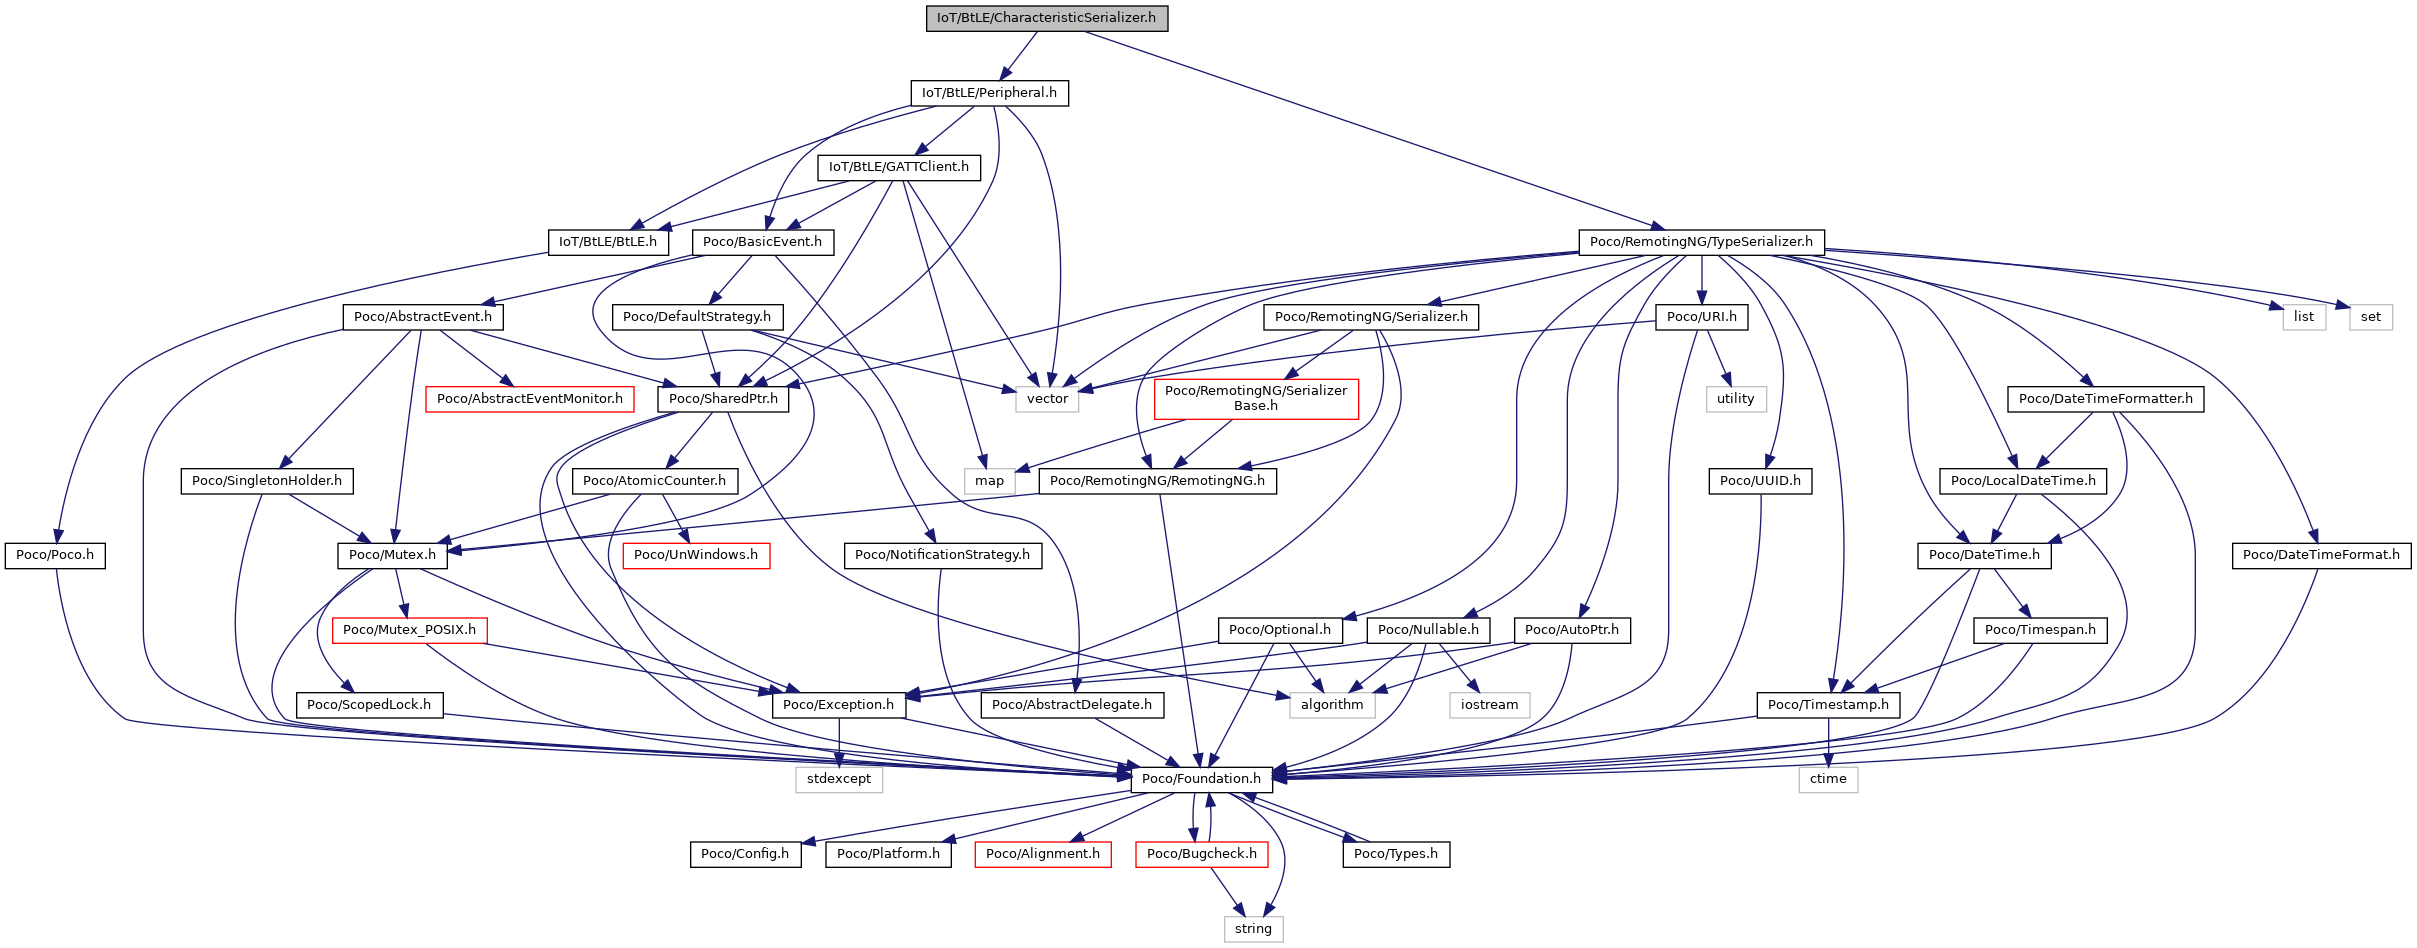 IoT/BtLE/CharacteristicSerializer.h
IoT/BtLE/Peripheral.h
IoT/BtLE/GATTClient.h
IoT/BtLE/BtLE.h
Poco/BasicEvent.h
Poco/RemotingNG/TypeSerializer.h
Poco/AbstractEvent.h
Poco/DefaultStrategy.h
Poco/RemotingNG/Serializer.h
Poco/URI.h
list
set
Poco/AbstractEventMonitor.h
Poco/SharedPtr.h
vector
Poco/RemotingNG/Serializer
Base.h
utility
Poco/DateTimeFormatter.h
Poco/SingletonHolder.h
Poco/AtomicCounter.h
map
Poco/RemotingNG/RemotingNG.h
Poco/UUID.h
Poco/LocalDateTime.h
Poco/Poco.h
Poco/Mutex.h
Poco/UnWindows.h
Poco/NotificationStrategy.h
Poco/DateTime.h
Poco/DateTimeFormat.h
Poco/Mutex_POSIX.h
Poco/Optional.h
Poco/Nullable.h
Poco/AutoPtr.h
Poco/Timespan.h
Poco/ScopedLock.h
Poco/Exception.h
Poco/AbstractDelegate.h
algorithm
iostream
Poco/Timestamp.h
stdexcept
Poco/Foundation.h
ctime
Poco/Config.h
Poco/Platform.h
Poco/Alignment.h
Poco/Bugcheck.h
Poco/Types.h
string